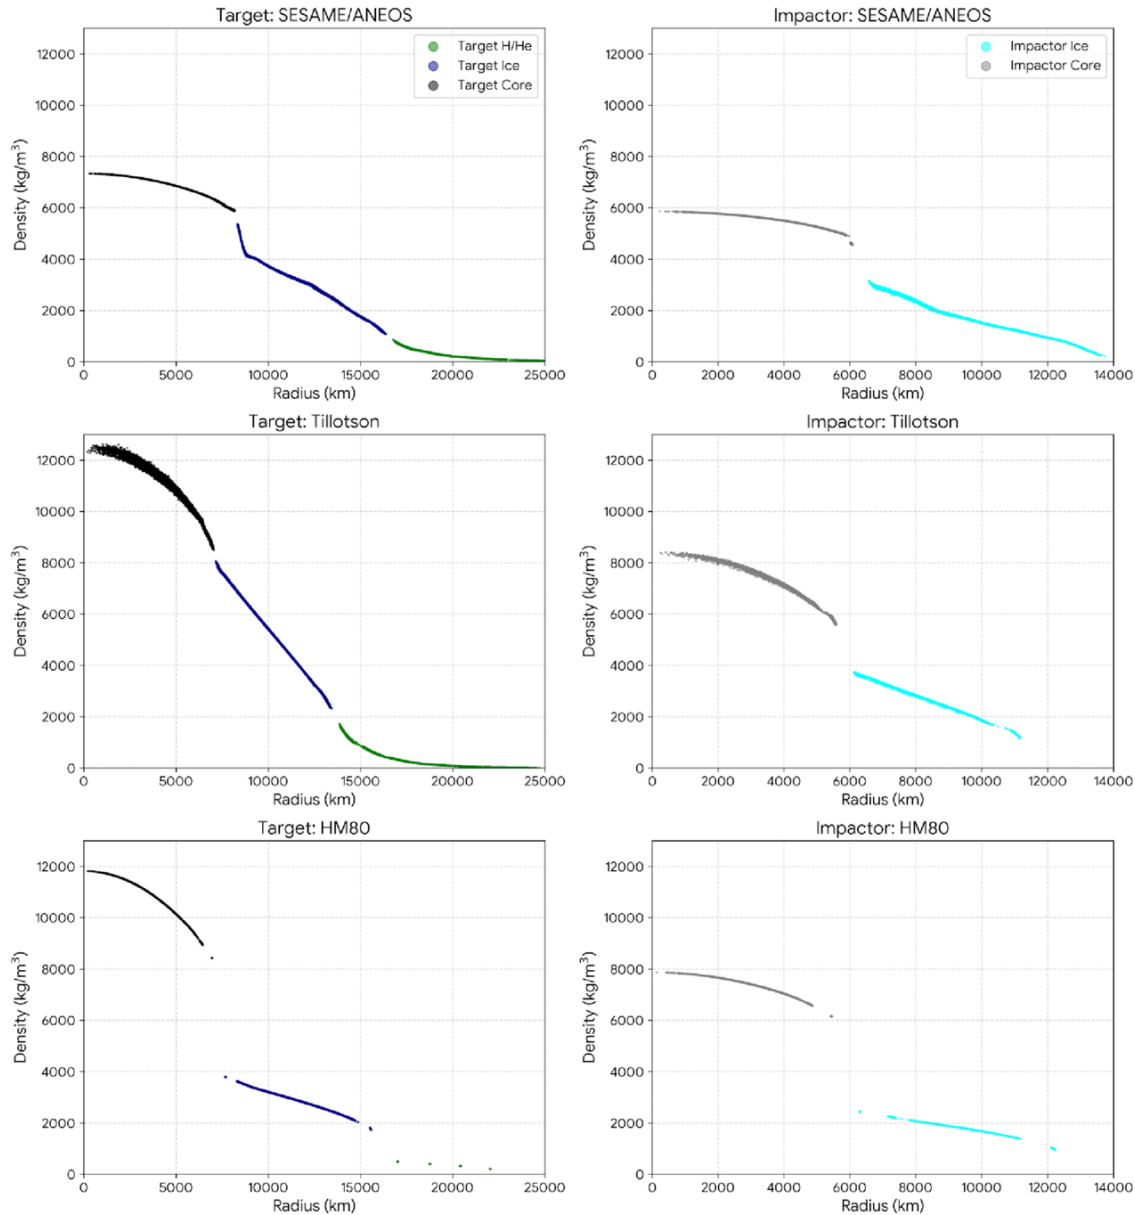 Target: SESAME/ANEOS
Impactor: SESAME/ANEOS
Target H/He
Target Ice
Target Core
Impactor Ice
Impactor Core
12000
10000
8000
6000
4000
2000
0
Density (kg/m³)
0 5000 10000 15000 20000 25000
Radius (km)
12000
10000
8000
6000
4000
2000
0
Density (kg/m³)
0 2000 4000 6000 8000 10000 12000 14000
Radius (km)
Target: Tillotson
Impactor: Tillotson
12000
10000
8000
6000
4000
2000
0
Density (kg/m³)
0 5000 10000 15000 20000 25000
Radius (km)
12000
10000
8000
6000
4000
2000
0
Density (kg/m³)
0 2000 4000 6000 8000 10000 12000 14000
Radius (km)
Target: HM80
Impactor: HM80
12000
10000
8000
6000
4000
2000
0
Density (kg/m³)
0 5000 10000 15000 20000 25000
Radius (km)
12000
10000
8000
6000
4000
2000
0
Density (kg/m³)
0 2000 4000 6000 8000 10000 12000 14000
Radius (km)